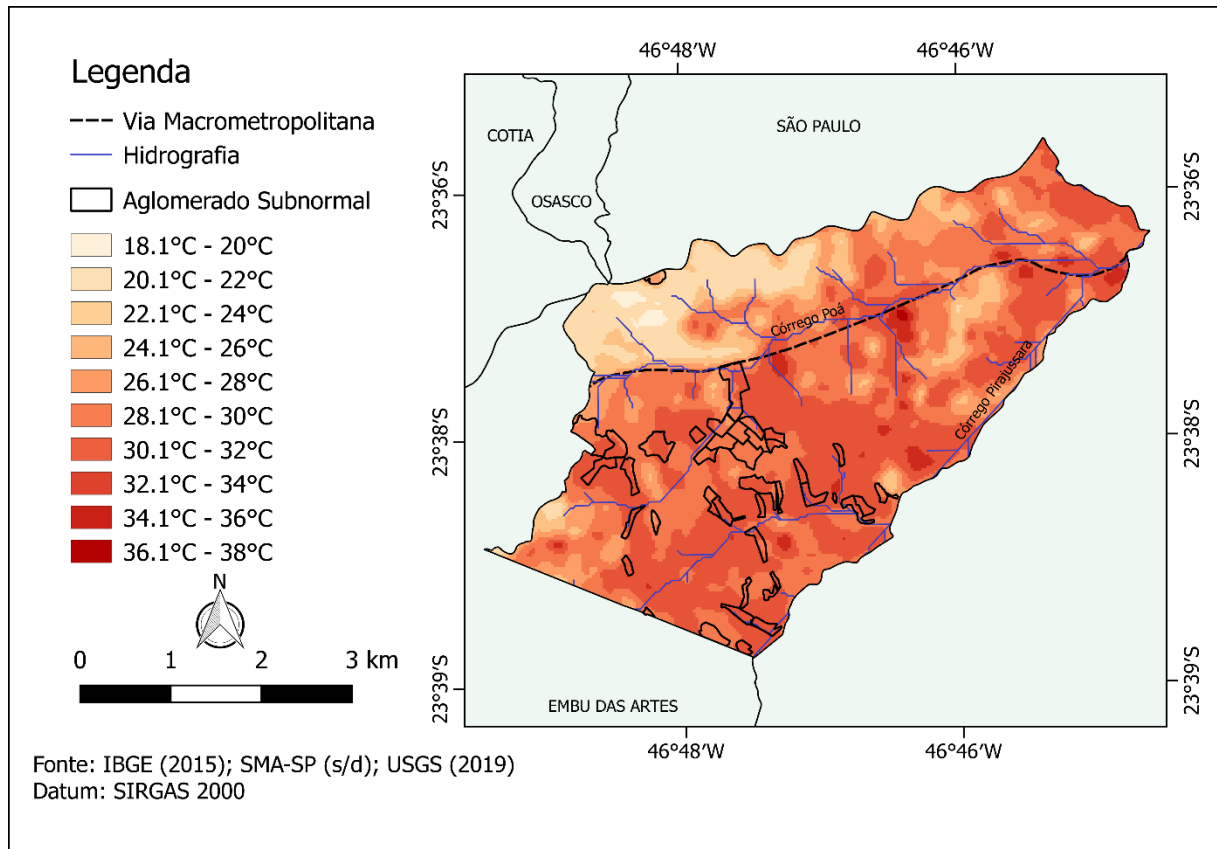 Legenda
Via Macrometropolitana
Hidrografia
Aglomerado Subnormal
18.1°C - 20°C
20.1°C - 22°C
22.1°C - 24°C
24.1°C - 26°C
26.1°C - 28°C
28.1°C - 30°C
30.1°C - 32°C
32.1°C - 34°C
34.1°C - 36°C
36.1°C - 38°C
N
0 1 2 3 km
Fonte: IBGE (2015); SMA-SP (s/d); USGS (2019)
Datum: SIRGAS 2000
46°48'W 46°46'W
COTIA
OSASCO
SÃO PAULO
23°36'S 23°36'S
Córrego Poá
Córrego Pirajussara
23°38'S 23°38'S
23°39'S 23°39'S
EMBU DAS ARTES
46°48'W 46°46'W